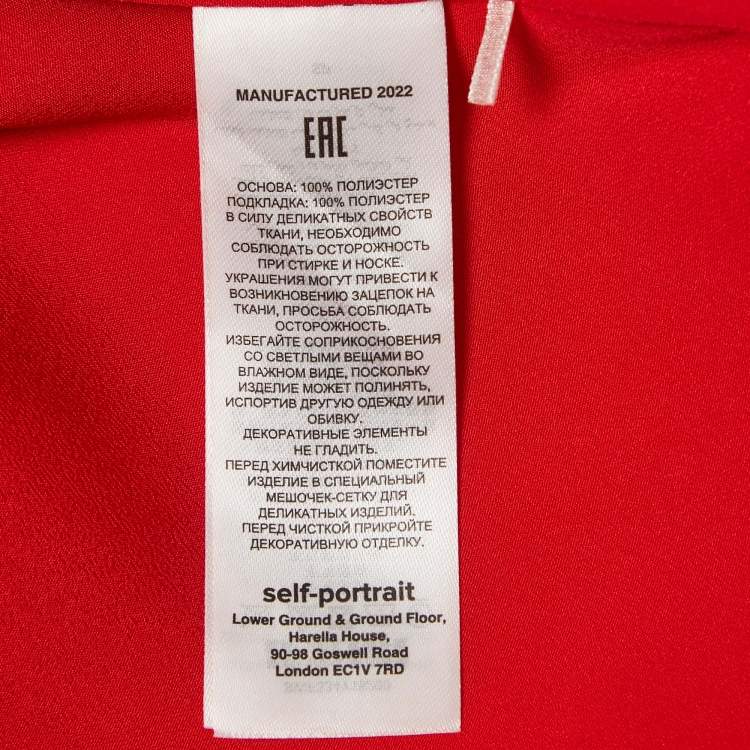 MANUFACTURED 2022
EAC
ОСНОВА: 100% ПОЛИЭСТЕР
ПОДКЛАДКА: 100% ПОЛИЭСТЕР
В СИЛУ ДЕЛИКАТНЫХ СВОЙСТВ
ТКАНИ, НЕОБХОДИМО
СОБЛЮДАТЬ ОСТОРОЖНОСТЬ
ПРИ СТИРКЕ И НОСКЕ.
УКРАШЕНИЯ МОГУТ ПРИВЕСТИ К
ВОЗНИКНОВЕНИЮ ЗАЦЕПОК НА
ТКАНИ, ПРОСЬБА СОБЛЮДАТЬ
ОСТОРОЖНОСТЬ.
ИЗБЕГАЙТЕ СОПРИКОСНОВЕНИЯ
СО СВЕТЛЫМИ ВЕЩАМИ ВО
ВЛАЖНОМ ВИДЕ, ПОСКОЛЬКУ
ИЗДЕЛИЕ МОЖЕТ ПОЛИНЯТЬ,
ИСПОРТИВ ДРУГУЮ ОДЕЖДУ ИЛИ
ОБИВКУ.
ДЕКОРАТИВНЫЕ ЭЛЕМЕНТЫ
НЕ ГЛАДИТЬ.
ПЕРЕД ХИМЧИСТКОЙ ПОМЕСТИТЕ
ИЗДЕЛИЕ В СПЕЦИАЛЬНЫЙ
МЕШОЧЕК-СЕТКУ ДЛЯ
ДЕЛИКАТНЫХ ИЗДЕЛИЙ.
ПЕРЕД ЧИСТКОЙ ПРИКРОЙТЕ
ДЕКОРАТИВНУЮ ОТДЕЛКУ.
self-portrait
Lower Ground & Ground Floor,
Harella House,
90-98 Goswell Road
London EC1V 7RD